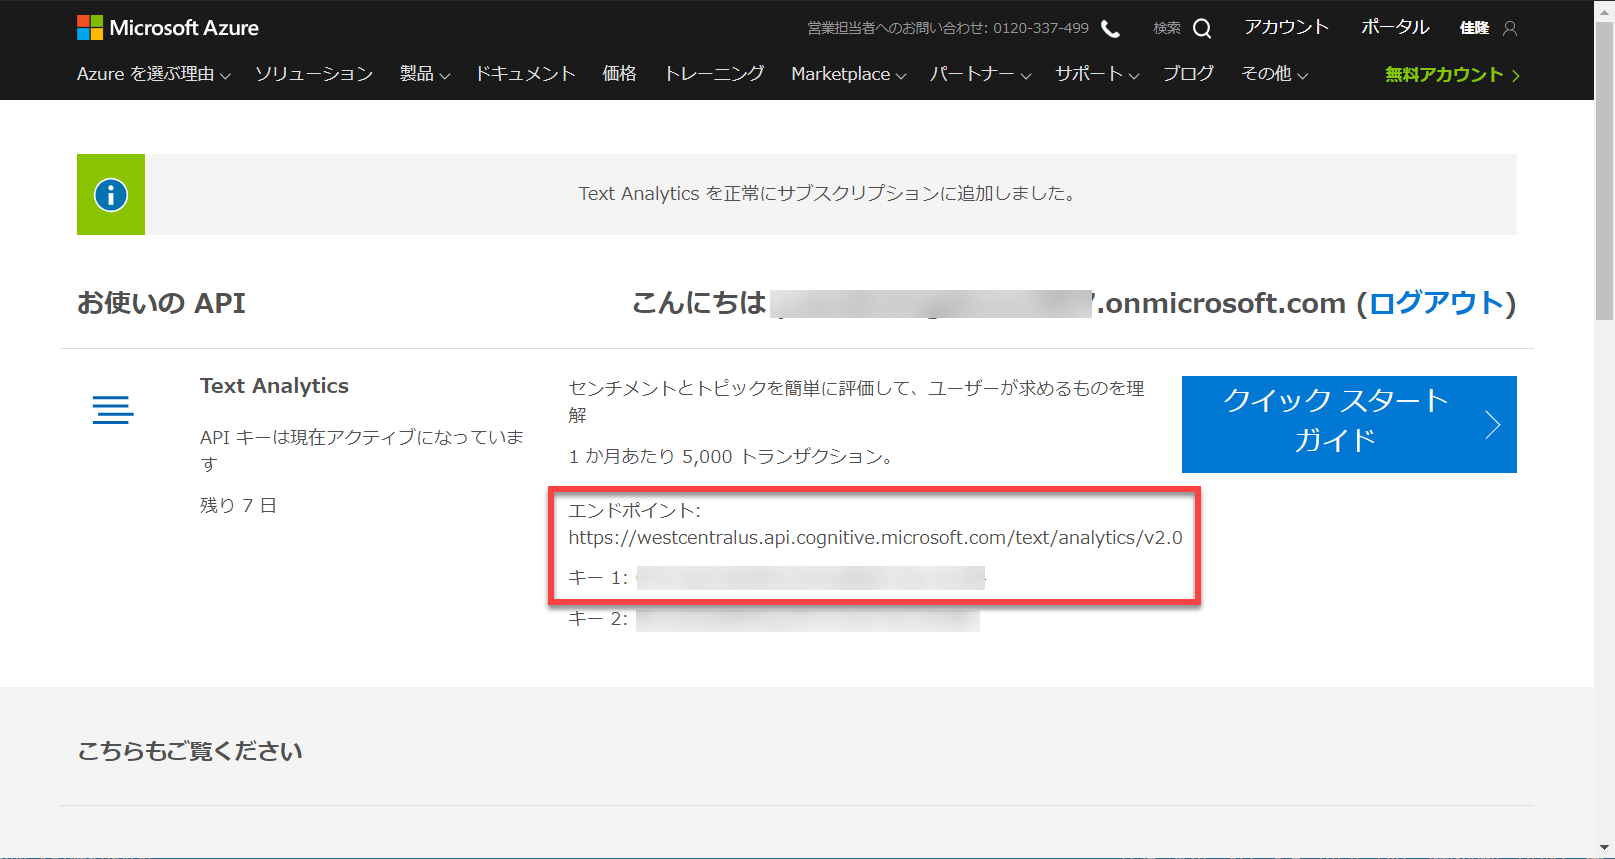 Microsoft Azure
営業担当者へのお問い合わせ: 0120-337-499
検索
アカウント
ポータル
佳隆
Azure を選ぶ理由
ソリューション
製品
ドキュメント
価格
トレーニング
Marketplace
パートナー
サポート
ブログ
その他
無料アカウント
Text Analytics を正常にサブスクリプションに追加しました。
お使いの API
こんにちは .onmicrosoft.com (ログアウト)
Text Analytics
API キーは現在アクティブになっていま
す
残り 7 日
センチメントとトピックを簡単に評価して、ユーザーが求めるものを理
解
1 か月あたり 5,000 トランザクション。
エンドポイント:
https://westcentralus.api.cognitive.microsoft.com/text/analytics/v2.0
キー 1:
キー 2:
クイック スタート
ガイド
こちらもご覧ください